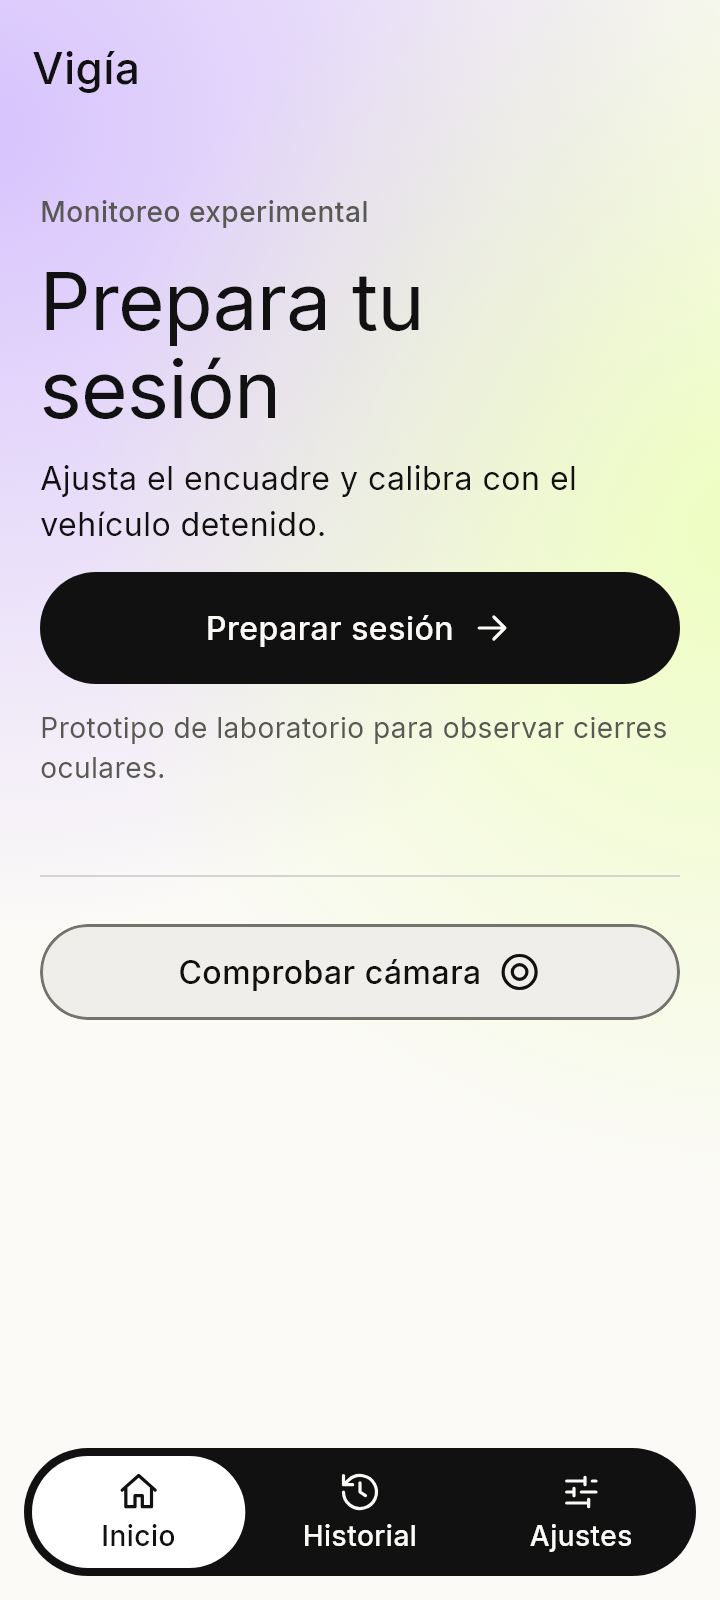 Vigía
Monitoreo experimental
Prepara tu
sesión
Ajusta el encuadre y calibra con el
vehículo detenido.
Preparar sesión
Prototipo de laboratorio para observar cierres
oculares.
Comprobar cámara
Inicio
Historial
Ajustes